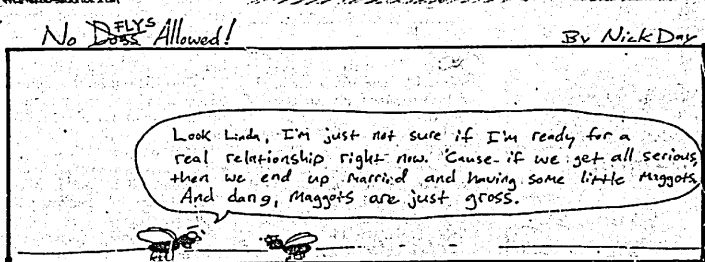 No Dogs FLYS Allowed!
By Nick Day
Look Linda, I'm just not sure if I'm ready for a
real relationship right now. 'Cause if we get all serious,
then we end up married and having some little maggots.
And dang, maggots are just gross.